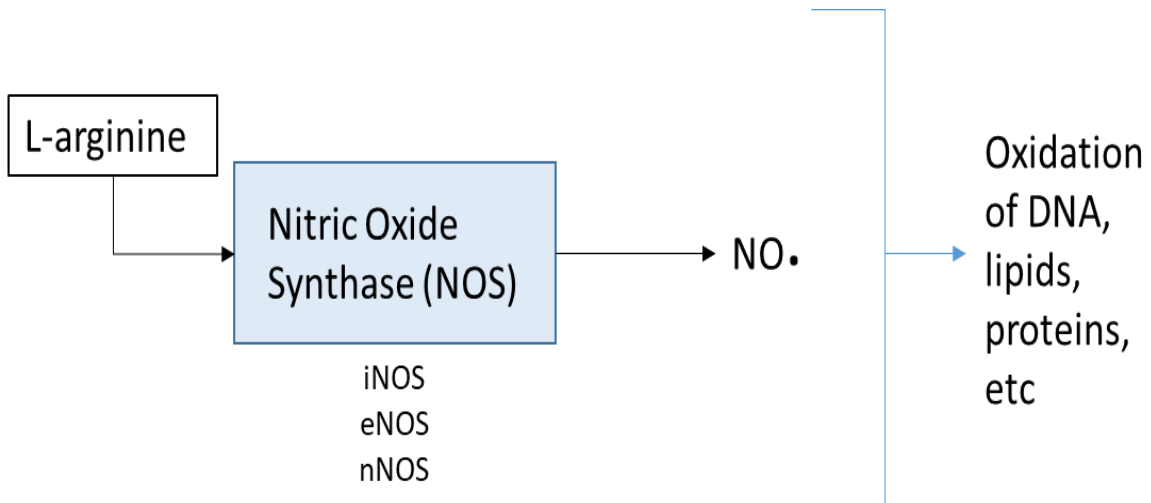 L-arginine
Nitric Oxide
Synthase (NOS)
iNOS
eNOS
nNOS
NO•
Oxidation
of DNA,
lipids,
proteins,
etc